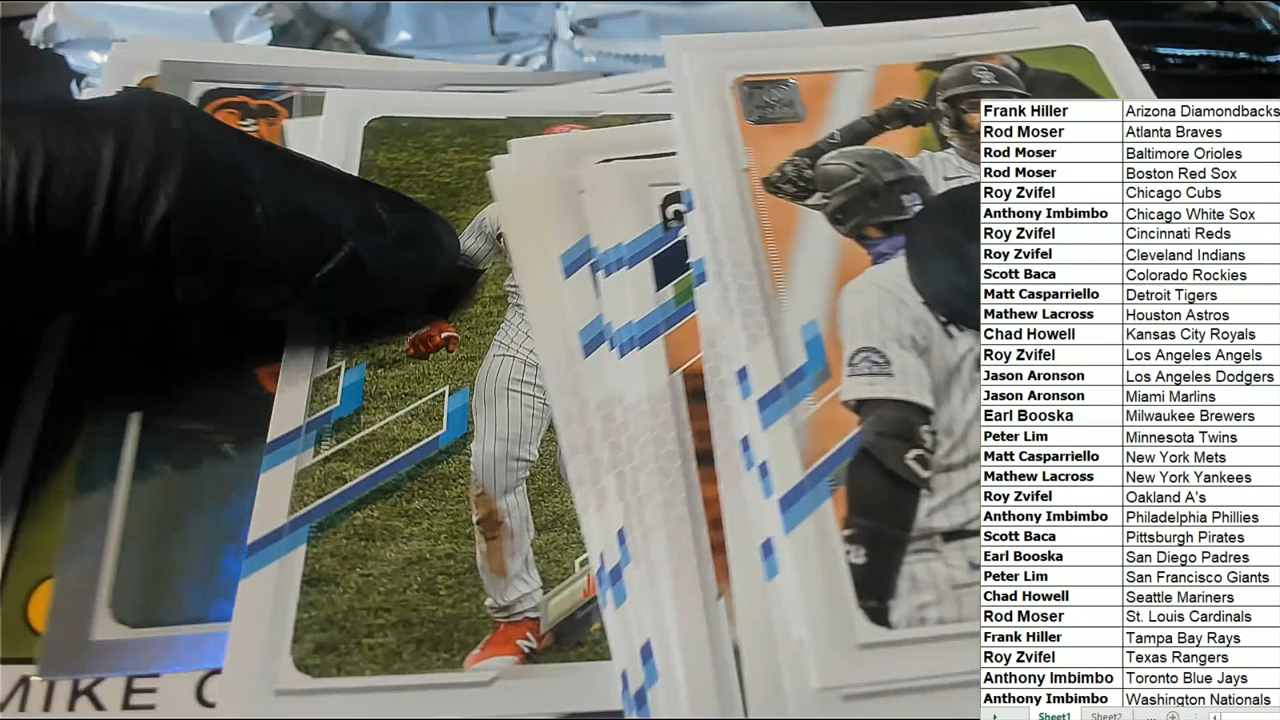 CR
Frank Hiller Arizona Diamondbacks
Rod Moser Atlanta Braves
Rod Moser Baltimore Orioles
Rod Moser Boston Red Sox
Roy Zvifel Chicago Cubs
Anthony Imbimbo Chicago White Sox
Roy Zvifel Cincinnati Reds
Roy Zvifel Cleveland Indians
Scott Baca Colorado Rockies
Matt Casparriello Detroit Tigers
Mathew Lacross Houston Astros
Chad Howell Kansas City Royals
Roy Zvifel Los Angeles Angels
Jason Aronson Los Angeles Dodgers
Jason Aronson Miami Marlins
Earl Booska Milwaukee Brewers
Peter Lim Minnesota Twins
Matt Casparriello New York Mets
Mathew Lacross New York Yankees
Roy Zvifel Oakland A's
Anthony Imbimbo Philadelphia Phillies
Scott Baca Pittsburgh Pirates
Earl Booska San Diego Padres
Peter Lim San Francisco Giants
Chad Howell Seattle Mariners
Rod Moser St. Louis Cardinals
Frank Hiller Tampa Bay Rays
Roy Zvifel Texas Rangers
Anthony Imbimbo Toronto Blue Jays
Anthony Imbimbo Washington Nationals
Sheet1 Sheet2 ...
MIKE